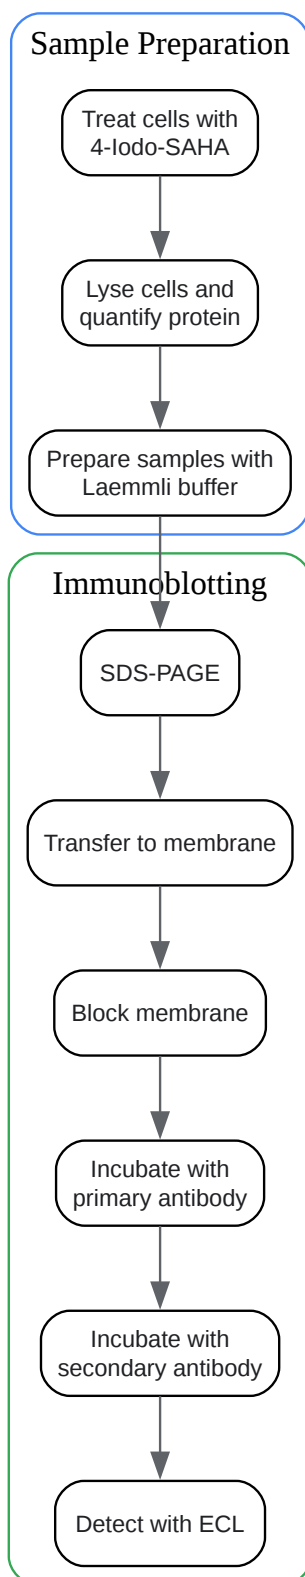 Sample Preparation
Treat cells with
4-Iodo-SAHA
Lyse cells and
quantify protein
Prepare samples with
Laemmli buffer
Immunoblotting
SDS-PAGE
Transfer to membrane
Block membrane
Incubate with
primary antibody
Incubate with
secondary antibody
Detect with ECL